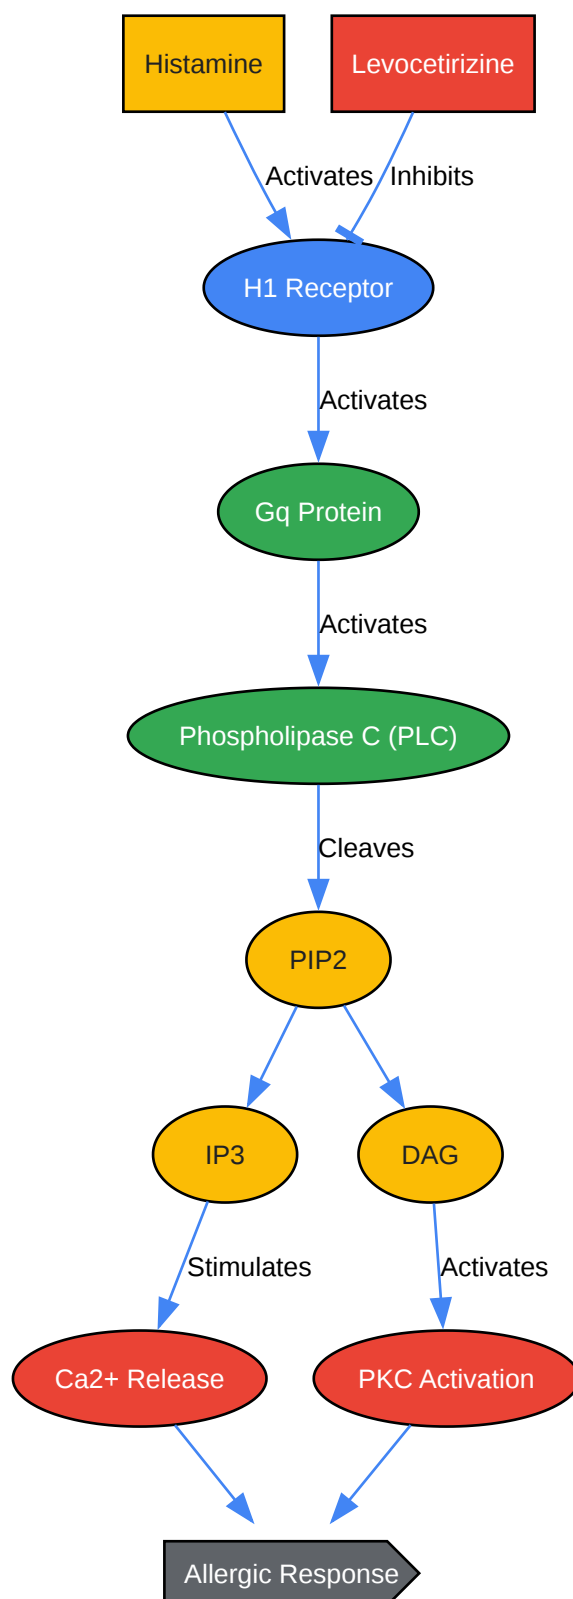 Histamine
Levocetirizine
Activates
Inhibits
H1 Receptor
Activates
Gq Protein
Activates
Phospholipase C (PLC)
Cleaves
PIP2
IP3
DAG
Stimulates
Activates
Ca2+ Release
PKC Activation
Allergic Response